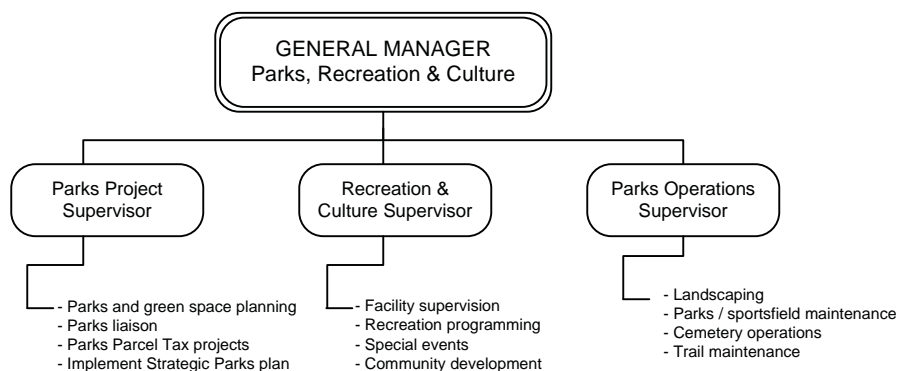 GENERAL MANAGER
Parks, Recreation & Culture
Parks Project
Supervisor
Recreation &
Culture Supervisor
Parks Operations
Supervisor
- Parks and green space planning
- Parks liaison
- Parks Parcel Tax projects
- Implement Strategic Parks plan
- Facility supervision
- Recreation programming
- Special events
- Community development
- Landscaping
- Parks / sportsfield maintenance
- Cemetery operations
- Trail maintenance